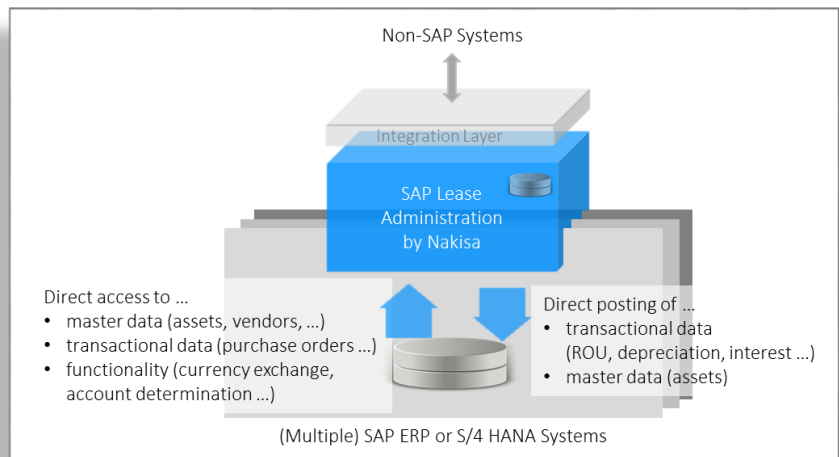 Non-SAP Systems
Integration Layer
SAP Lease
Administration
by Nakisa
Direct access to ...
• master data (assets, vendors, ...)
• transactional data (purchase orders ...)
• functionality (currency exchange,
account determination ...)
Direct posting of ...
• transactional data
(ROU, depreciation, interest ...)
• master data (assets)
(Multiple) SAP ERP or S/4 HANA Systems